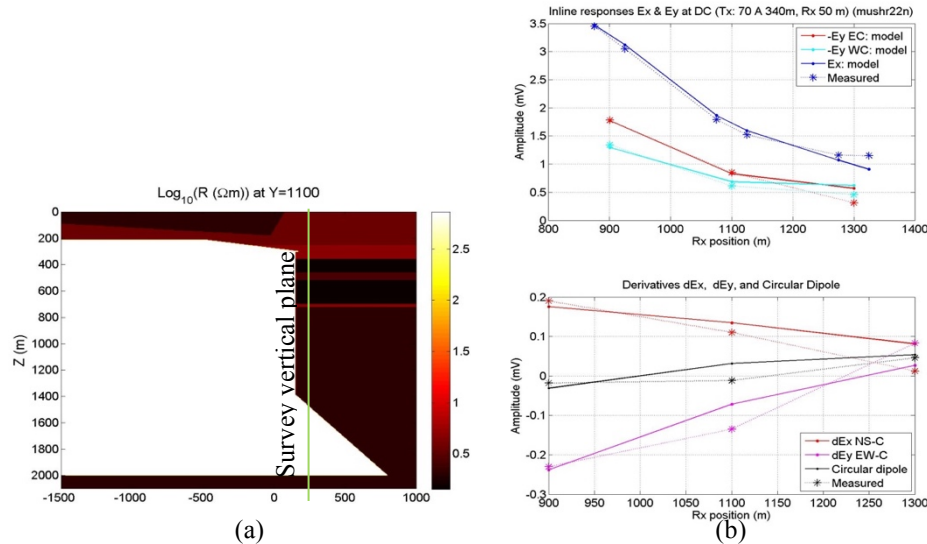 Log10(R (Ωm)) at Y=1100
0
200
400
600
800
1000
1200
1400
1600
1800
2000
Z (m)
-1500
-1000
-500
0
500
1000
Survey vertical plane
2.5
2
1.5
1
0.5
(a)
Inline responses Ex & Ey at DC (Tx: 70 A 340m, Rx 50 m) (mushr22n)
3.5
3
2.5
2
1.5
1
0.5
0
Amplitude (mV)
-Ey EC: model
-Ey WC: model
Ex: model
Measured
800
900
1000
1100
1200
1300
1400
Rx position (m)
Derivatives dEx, dEy, and Circular Dipole
0.2
0.1
0
-0.1
-0.2
-0.3
Amplitude (mV)
dEx NS-C
dEy EW-C
Circular dipole
Measured
900
950
1000
1050
1100
1150
1200
1250
1300
Rx position (m)
(b)